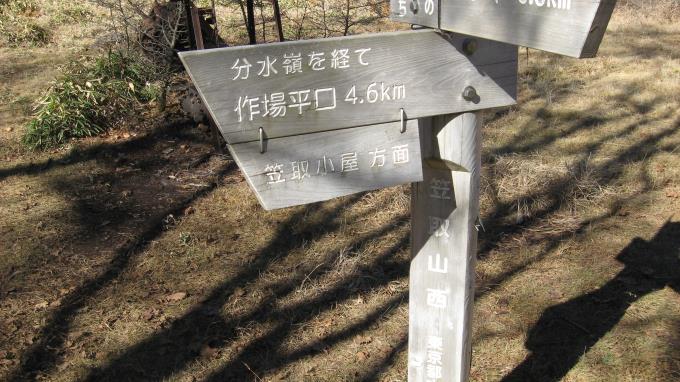 分水嶺を経て
作場平口 4.6km
笠取小屋 方面
笠取山西
東京都